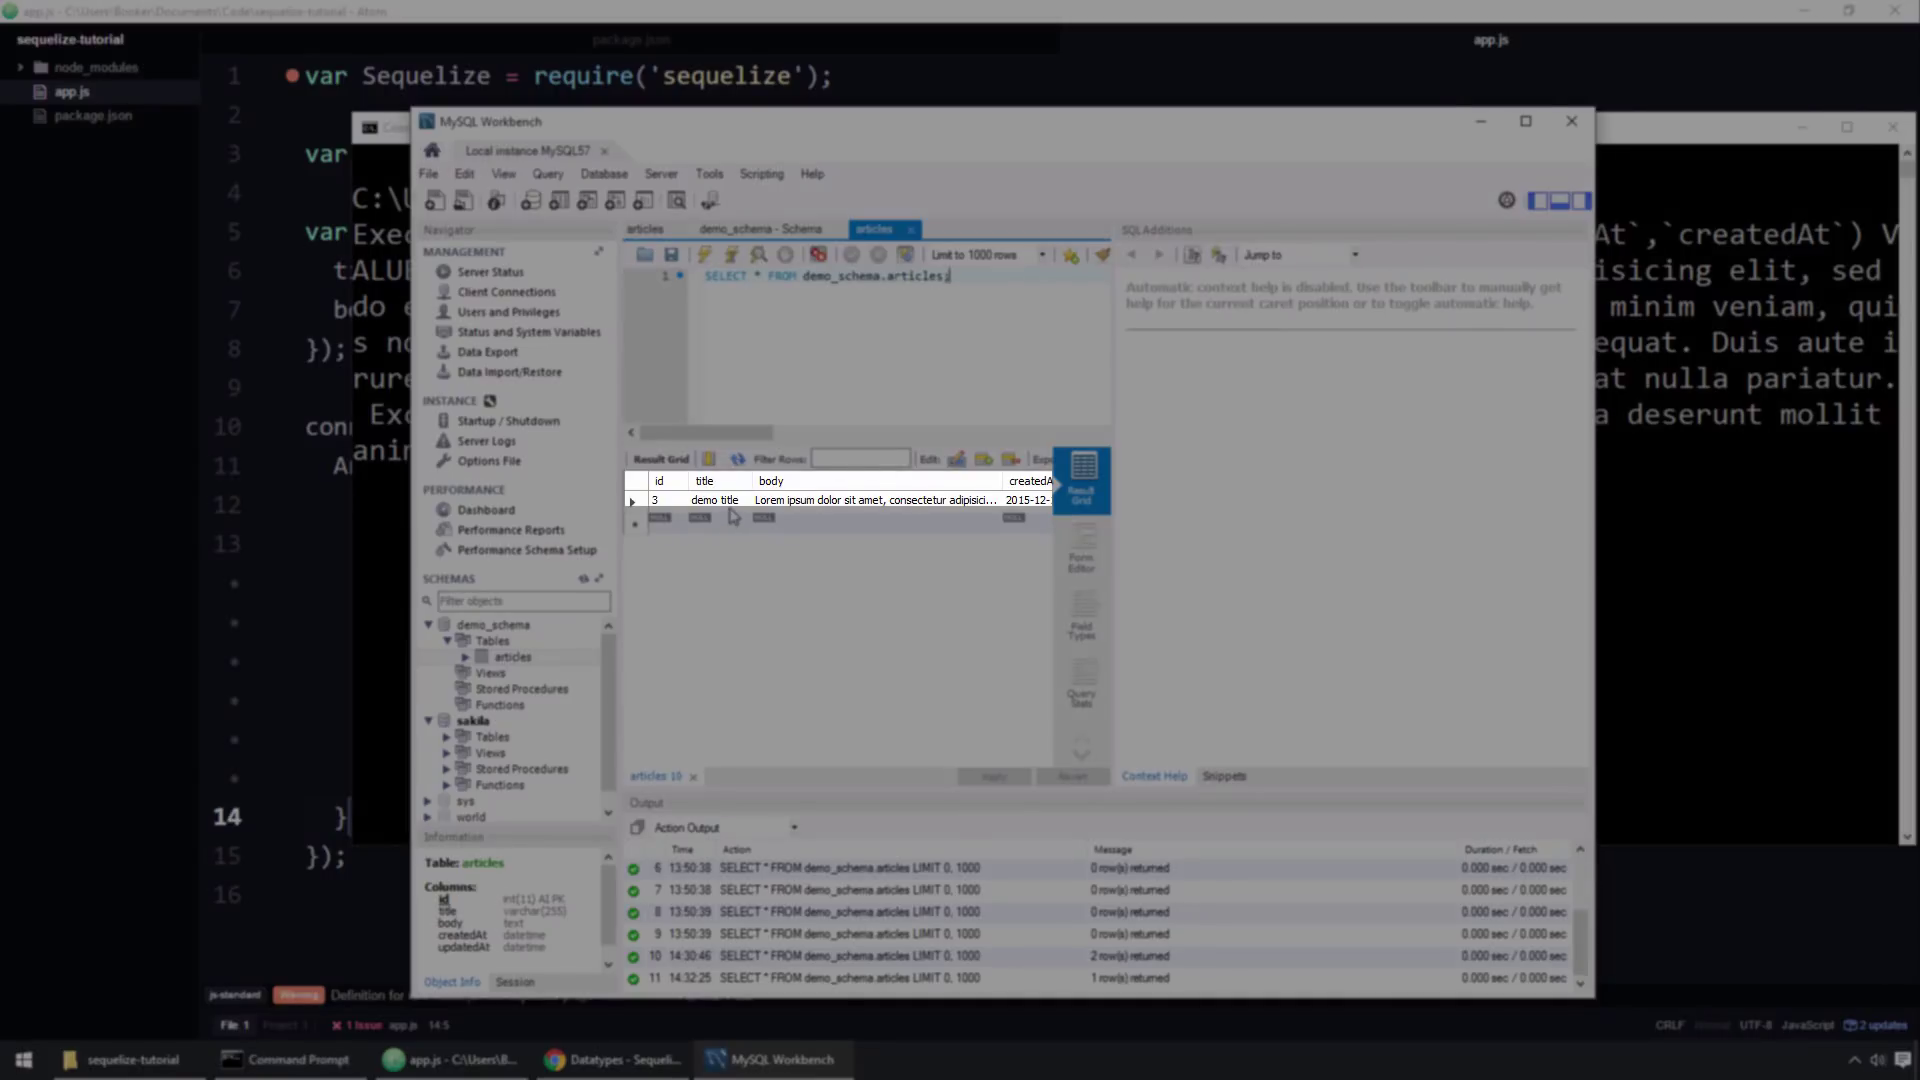 app.js - C:\Users\Booker\Documents\Code\sequelize-tutorial - Atom
sequelize-tutorial
package.json
app.js
node_modules
app.js
package.json
1 var Sequelize = require('sequelize');
2
3 var
4
5 var
6
7
8 });
9
10
11
12
13
14 }
15 });
16
C:\U
At`,`createdAt`) V
isicing elit, sed
do
minim veniam, qui
s
equat. Duis aute i
rure
at nulla pariatur.
a deserunt mollit
MySQL Workbench
Local instance MySQL57
File Edit View Query Database Server Tools Scripting Help
Navigator
MANAGEMENT
Server Status
Client Connections
Users and Privileges
Status and System Variables
Data Export
Data Import/Restore
INSTANCE
Startup / Shutdown
Server Logs
Options File
PERFORMANCE
Dashboard
Performance Reports
Performance Schema Setup
SCHEMAS
Filter objects
demo_schema
Tables
articles
Views
Stored Procedures
Functions
sakila
Tables
Views
Stored Procedures
Functions
sys
world
Information
Table: articles
Columns:
id int(11) AI PK
title varchar(255)
body text
createdAt datetime
updatedAt datetime
Object Info Session
articles demo_schema - Schema articles
Limit to 1000 rows
1 SELECT * FROM demo_schema.articles;
Result Grid Filter Rows: Edit:
id title body createdA
3 demo title Lorem ipsum dolor sit amet, consectetur adipisici... 2015-12-
NULL NULL NULL NULL
Result Grid
Form Editor
Field Types
Query Stats
articles 10 Apply Revert
SQLAdditions
Jump to
Automatic context help is disabled. Use the toolbar to manually get
help for the current caret position or to toggle automatic help.
Context Help Snippets
Output
Action Output
Time Action Message Duration / Fetch
6 13:50:38 SELECT * FROM demo_schema.articles LIMIT 0, 1000 0 row(s) returned 0.000 sec / 0.000 sec
7 13:50:38 SELECT * FROM demo_schema.articles LIMIT 0, 1000 0 row(s) returned 0.000 sec / 0.000 sec
8 13:50:39 SELECT * FROM demo_schema.articles LIMIT 0, 1000 0 row(s) returned 0.000 sec / 0.000 sec
9 13:50:39 SELECT * FROM demo_schema.articles LIMIT 0, 1000 0 row(s) returned 0.000 sec / 0.000 sec
10 14:30:46 SELECT * FROM demo_schema.articles LIMIT 0, 1000 2 row(s) returned 0.000 sec / 0.000 sec
11 14:32:25 SELECT * FROM demo_schema.articles LIMIT 0, 1000 1 row(s) returned 0.000 sec / 0.000 sec
js-standard Warning Definition for
File 1 Project 1 1 Issue app.js 14:5 CRLF UTF-8 JavaScript 2 updates
sequelize-tutorial Command Prompt app.js - C:\Users\B... Datatypes - Sequeli... MySQL Workbench